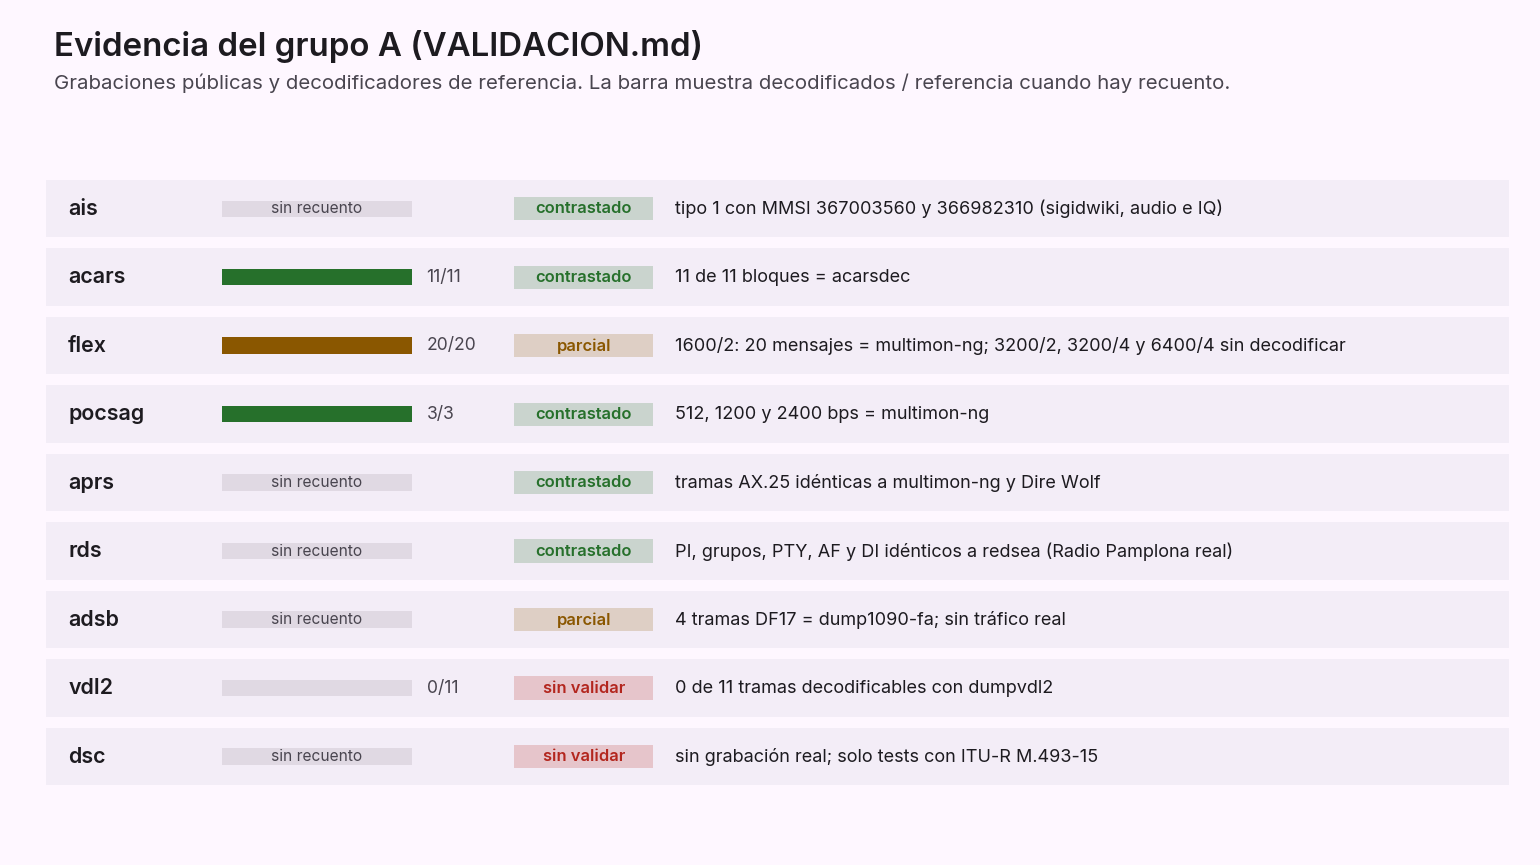 Evidencia del grupo A (VALIDACION.md)
Grabaciones públicas y decodificadores de referencia. La barra muestra decodificados / referencia cuando hay recuento.
ais sin recuento contrastado tipo 1 con MMSI 367003560 y 366982310 (sigidwiki, audio e IQ)
acars 11/11 contrastado 11 de 11 bloques = acarsdec
flex 20/20 parcial 1600/2: 20 mensajes = multimon-ng; 3200/2, 3200/4 y 6400/4 sin decodificar
pocsag 3/3 contrastado 512, 1200 y 2400 bps = multimon-ng
aprs sin recuento contrastado tramas AX.25 idénticas a multimon-ng y Dire Wolf
rds sin recuento contrastado PI, grupos, PTY, AF y DI idénticos a redsea (Radio Pamplona real)
adsb sin recuento parcial 4 tramas DF17 = dump1090-fa; sin tráfico real
vdl2 0/11 sin validar 0 de 11 tramas decodificables con dumpvdl2
dsc sin recuento sin validar sin grabación real; solo tests con ITU-R M.493-15